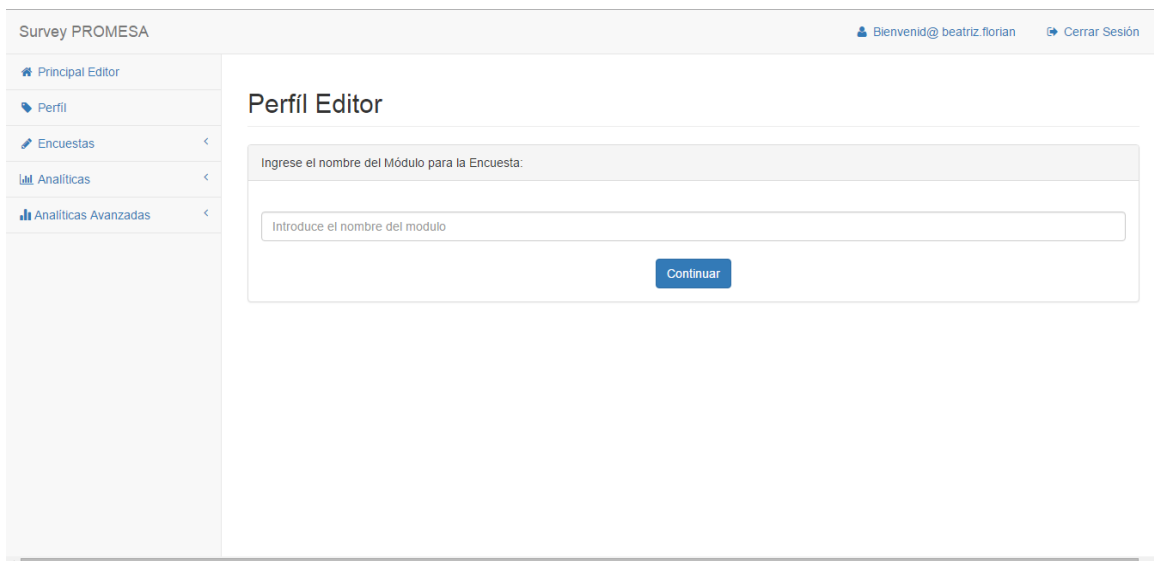 Survey PROMESA
Bienvenid@ beatriz.florian
Cerrar Sesión
Principal Editor
Perfil
Encuestas
Analíticas
Analíticas Avanzadas
Perfíl Editor
Ingrese el nombre del Módulo para la Encuesta:
Introduce el nombre del modulo
Continuar